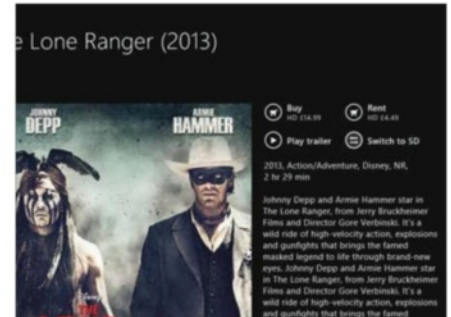 e Lone Ranger (2013)
JOHNNY
DEPP
ARMIE
HAMMER
Disney
THE
Buy
HD £14.99
Rent
HD £4.49
Play trailer
Switch to SD
2013, Action/Adventure, Disney, NR,
2 hr 29 min
Johnny Depp and Armie Hammer star in
The Lone Ranger, from Jerry Bruckheimer
Films and Director Gore Verbinski. It's a
wild ride of high-velocity action, explosions
and gunfights that brings the famed
masked legend to life through brand-new
eyes. Johnny Depp and Armie Hammer star
in The Lone Ranger, from Jerry Bruckheimer
Films and Director Gore Verbinski. It's a
wild ride of high-velocity action, explosions
and gunfights that brings the famed